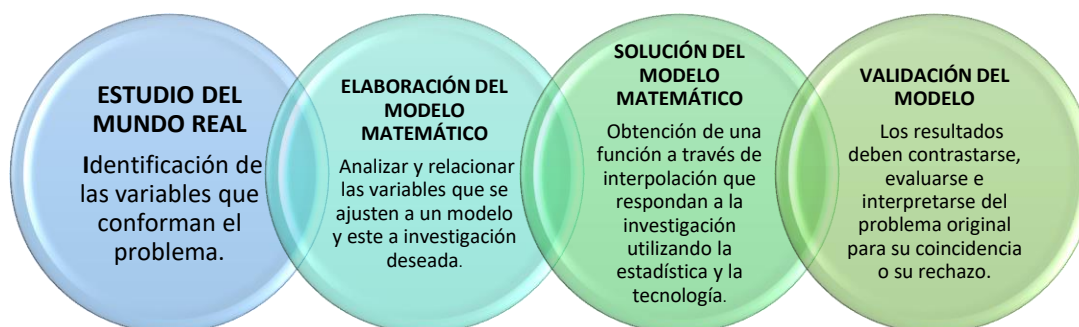 ESTUDIO DEL
MUNDO REAL
Identificación de
las variables que
conforman el
problema.
ELABORACIÓN DEL
MODELO
MATEMÁTICO
Analizar y relacionar
las variables que se
ajusten a un modelo
y este a investigación
deseada.
SOLUCIÓN DEL
MODELO
MATEMÁTICO
Obtención de una
función a través de
interpolación que
respondan a la
investigación
utilizando la
estadística y la
tecnología.
VALIDACIÓN DEL
MODELO
Los resultados
deben contrastarse,
evaluarse e
interpretarse del
problema original
para su coincidencia
o su rechazo.